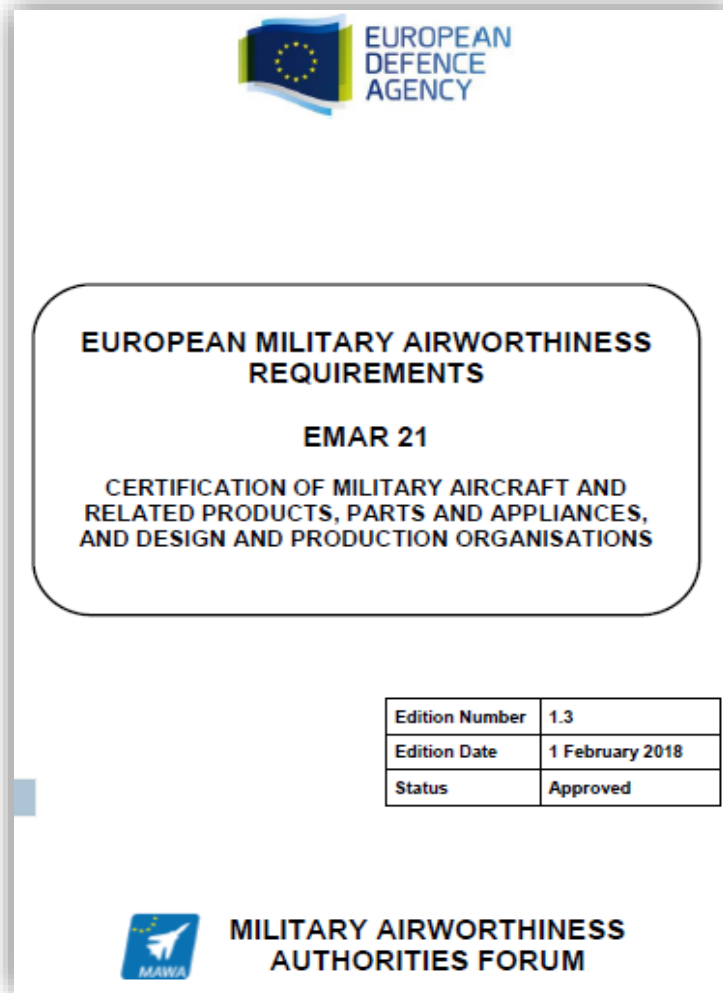 EUROPEAN
DEFENCE
AGENCY
EUROPEAN MILITARY AIRWORTHINESS
REQUIREMENTS
EMAR 21
CERTIFICATION OF MILITARY AIRCRAFT AND
RELATED PRODUCTS, PARTS AND APPLIANCES,
AND DESIGN AND PRODUCTION ORGANISATIONS
Edition Number 1.3
Edition Date 1 February 2018
Status Approved
MAWA
MILITARY AIRWORTHINESS
AUTHORITIES FORUM